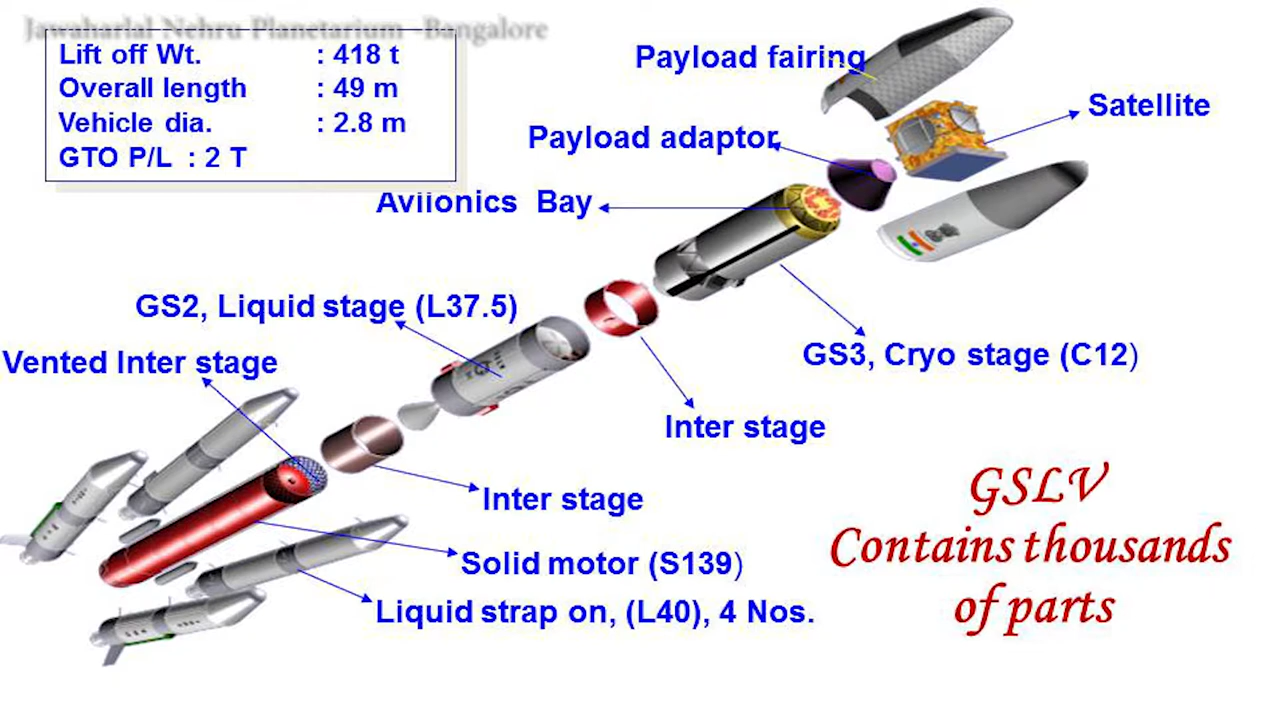 Jawaharlal Nehru Planetarium -Bangalore
Lift off Wt. : 418 t
Overall length : 49 m
Vehicle dia. : 2.8 m
GTO P/L : 2 T
Payload fairing
Satellite
Payload adaptor
Aviionics Bay
GS2, Liquid stage (L37.5)
GS3, Cryo stage (C12)
Vented Inter stage
Inter stage
Inter stage
Solid motor (S139)
Liquid strap on, (L40), 4 Nos.
GSLV
Contains thousands
of parts